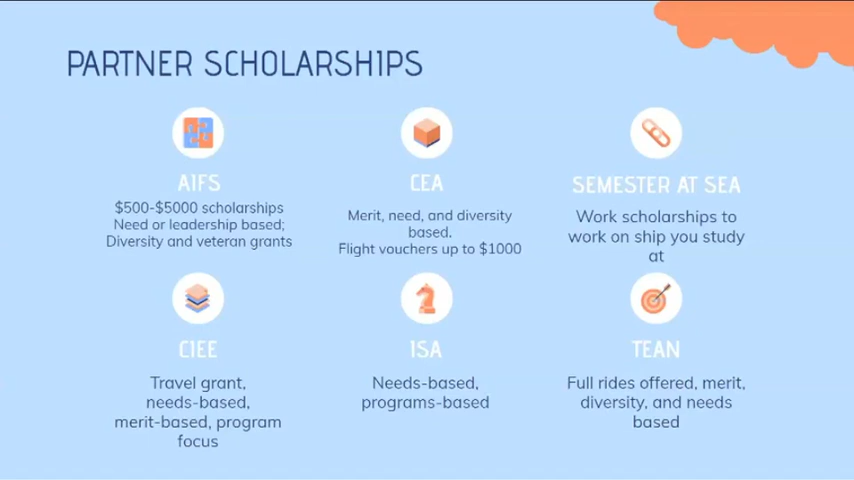 PARTNER SCHOLARSHIPS
AIFS
$500-$5000 scholarships
Need or leadership based;
Diversity and veteran grants
CEA
Merit, need, and diversity
based.
Flight vouchers up to $1000
SEMESTER AT SEA
Work scholarships to
work on ship you study
at
CIEE
Travel grant,
needs-based,
merit-based, program
focus
ISA
Needs-based,
programs-based
TEAN
Full rides offered, merit,
diversity, and needs
based